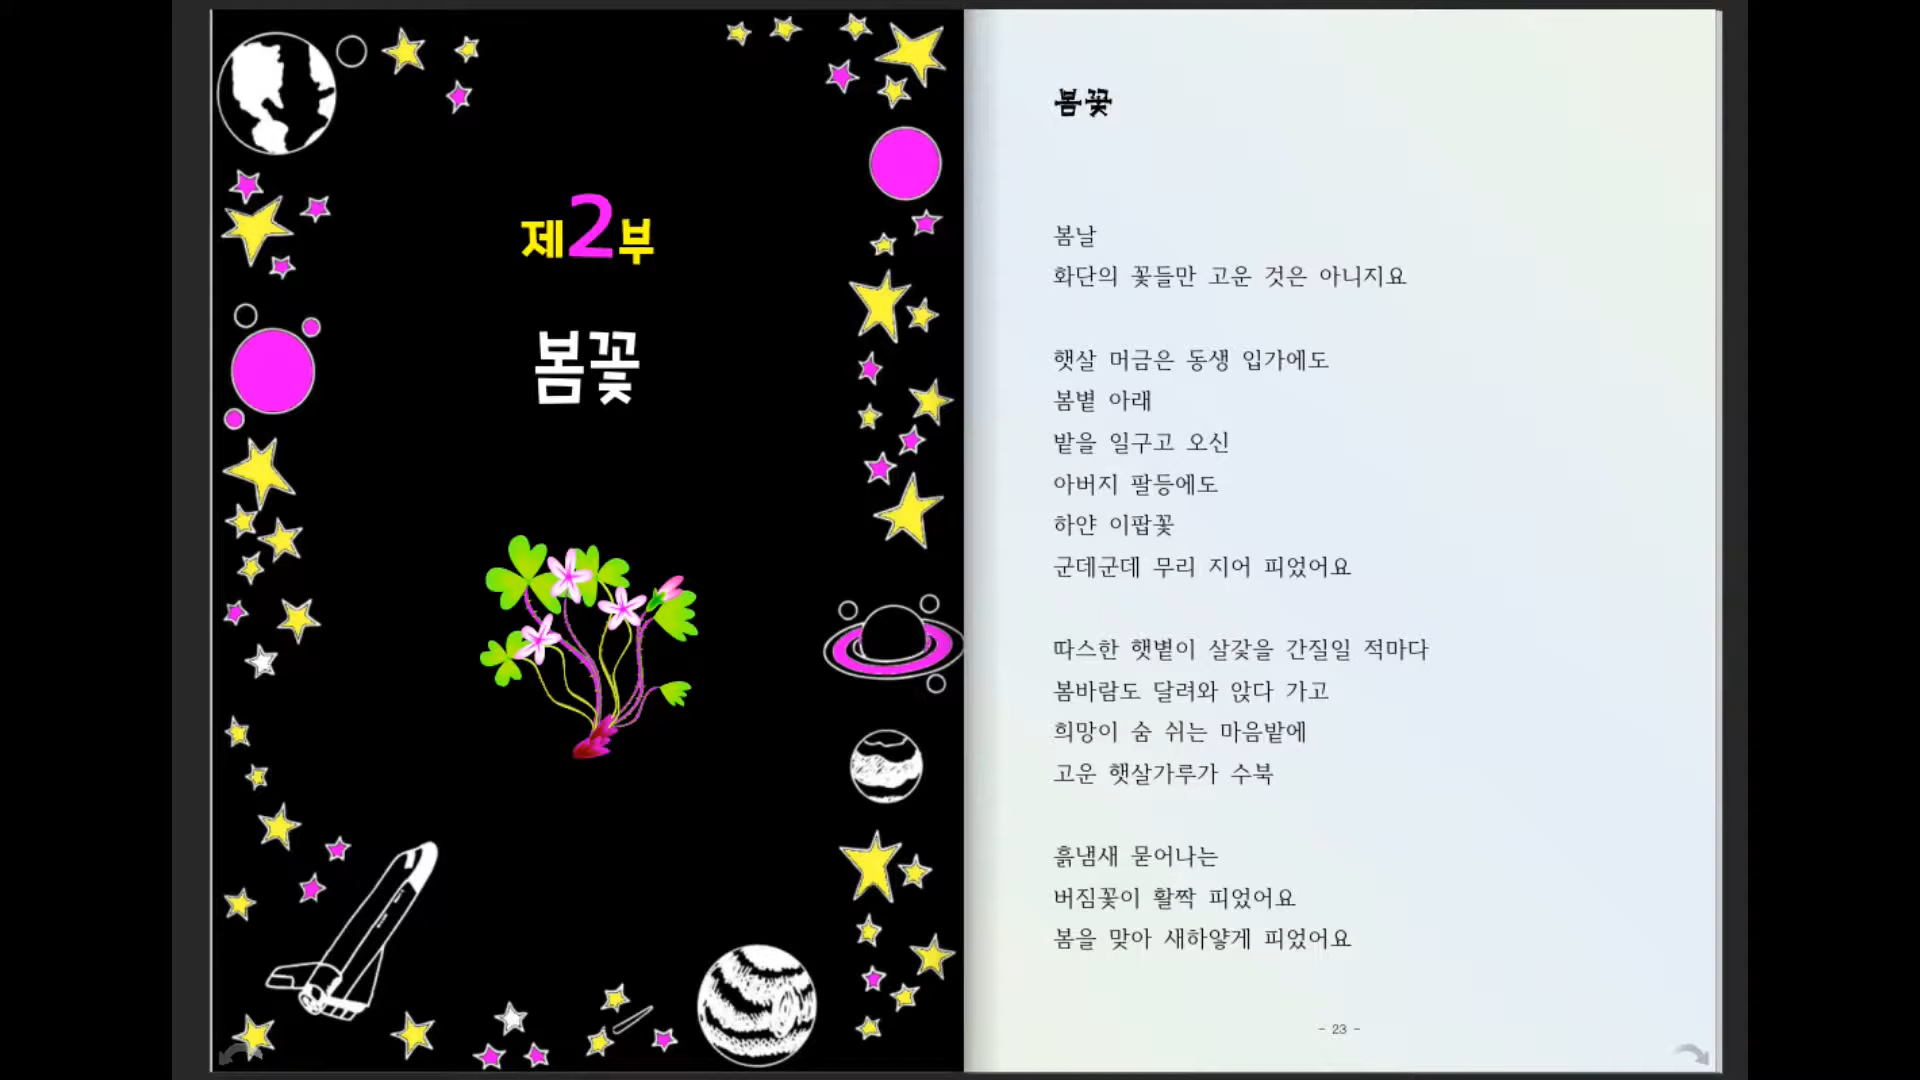 제2부
봄꽃
봄꽃
봄날
화단의 꽃들만 고운 것은 아니지요
햇살 머금은 동생 입가에도
봄볕 아래
밭을 일구고 오신
아버지 팔등에도
하얀 이팝꽃
군데군데 무리 지어 피었어요
따스한 햇볕이 살갗을 간질일 적마다
봄바람도 달려와 앉다 가고
희망이 숨 쉬는 마음밭에
고운 햇살가루가 수북
흙냄새 묻어나는
버짐꽃이 활짝 피었어요
봄을 맞아 새하얗게 피었어요
- 23 -